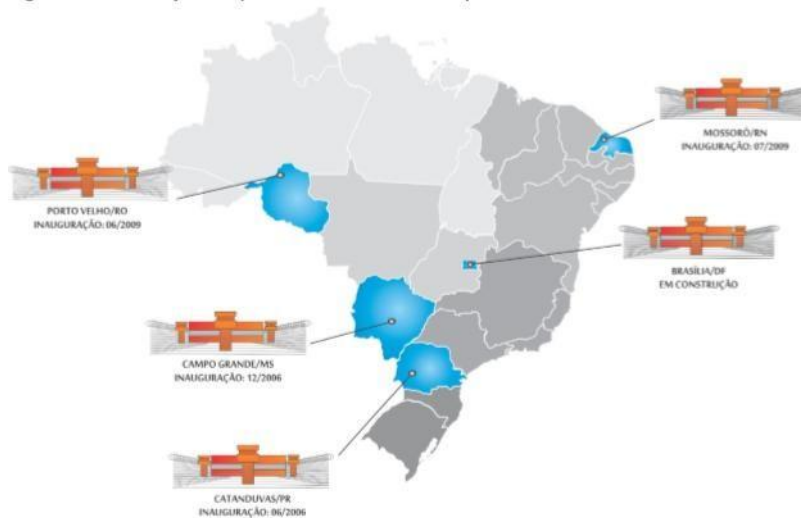 MOSSORÓ/RN
INAUGURAÇÃO: 07/2009
PORTO VELHO/RO
INAUGURAÇÃO: 06/2009
BRASÍLIA/DF
EM CONSTRUÇÃO
CAMPO GRANDE/MS
INAUGURAÇÃO: 12/2006
CATANDUVAS/PR
INAUGURAÇÃO: 06/2006